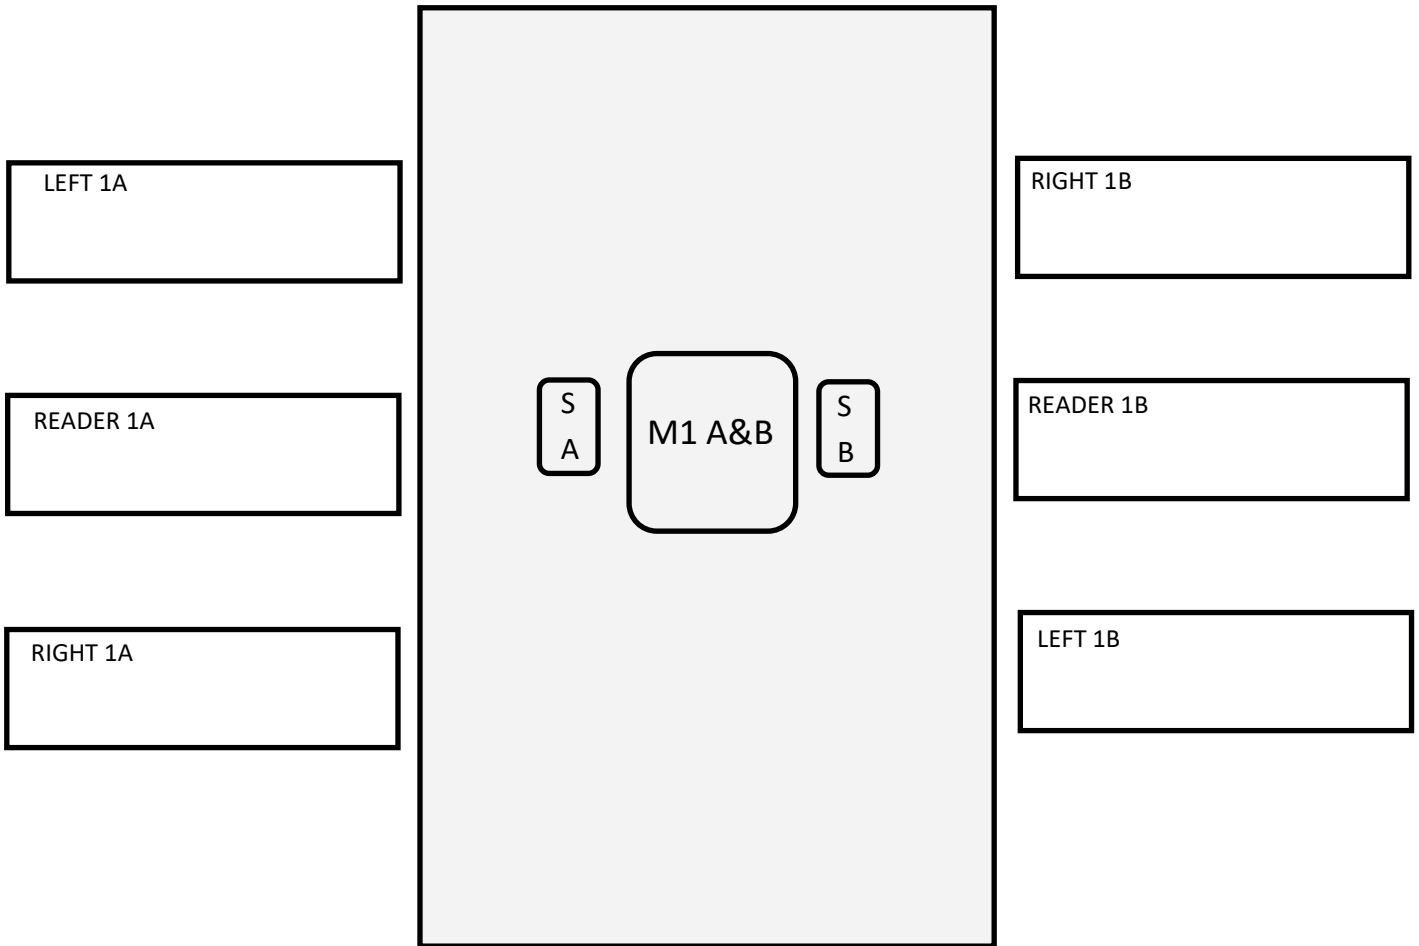 LEFT 1A
RIGHT 1B
READER 1A
S
A
M1 A&B
S
B
READER 1B
RIGHT 1A
LEFT 1B